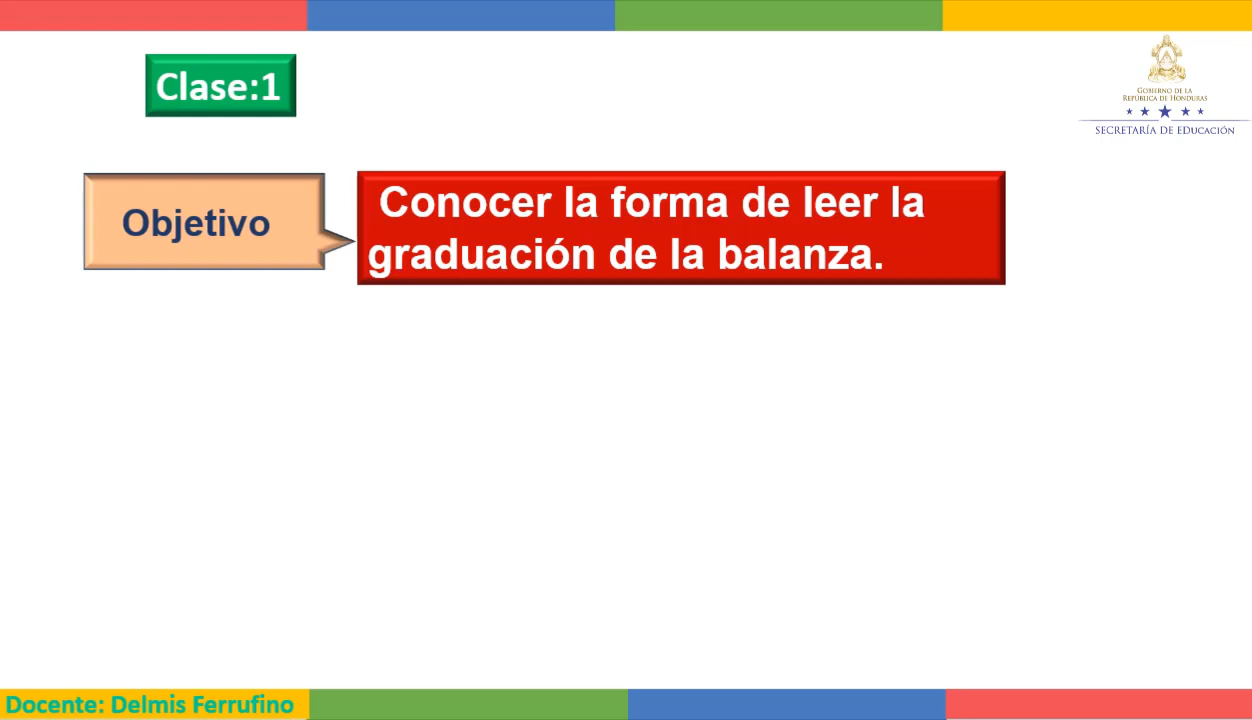 Clase:1
GOBIERNO DE LA
REPÚBLICA DE HONDURAS
SECRETARÍA DE EDUCACIÓN
Objetivo
Conocer la forma de leer la
graduación de la balanza.
Docente: Delmis Ferrufino